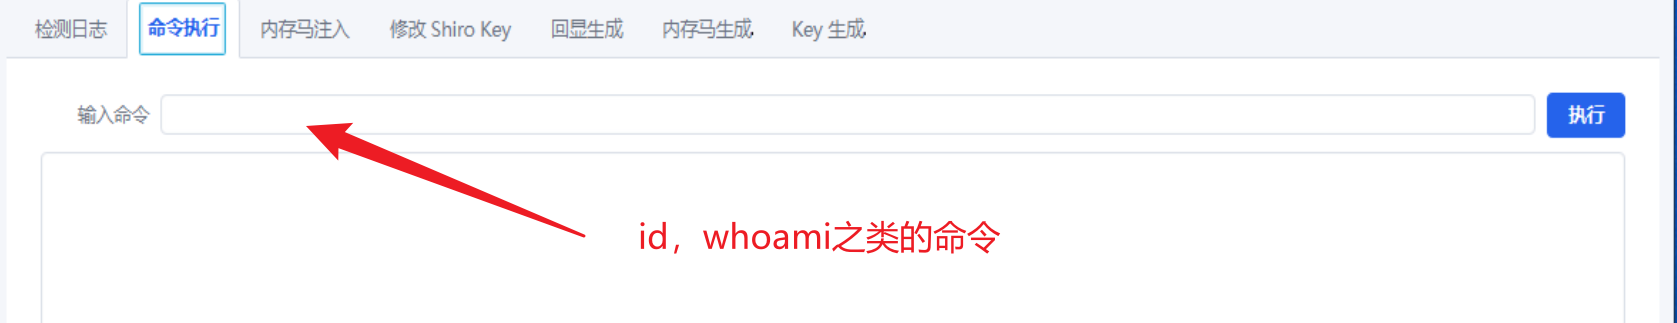 检测日志 命令执行 内存马注入 修改 Shiro Key 回显生成 内存马生成 Key 生成
输入命令 执行
id，whoami之类的命令